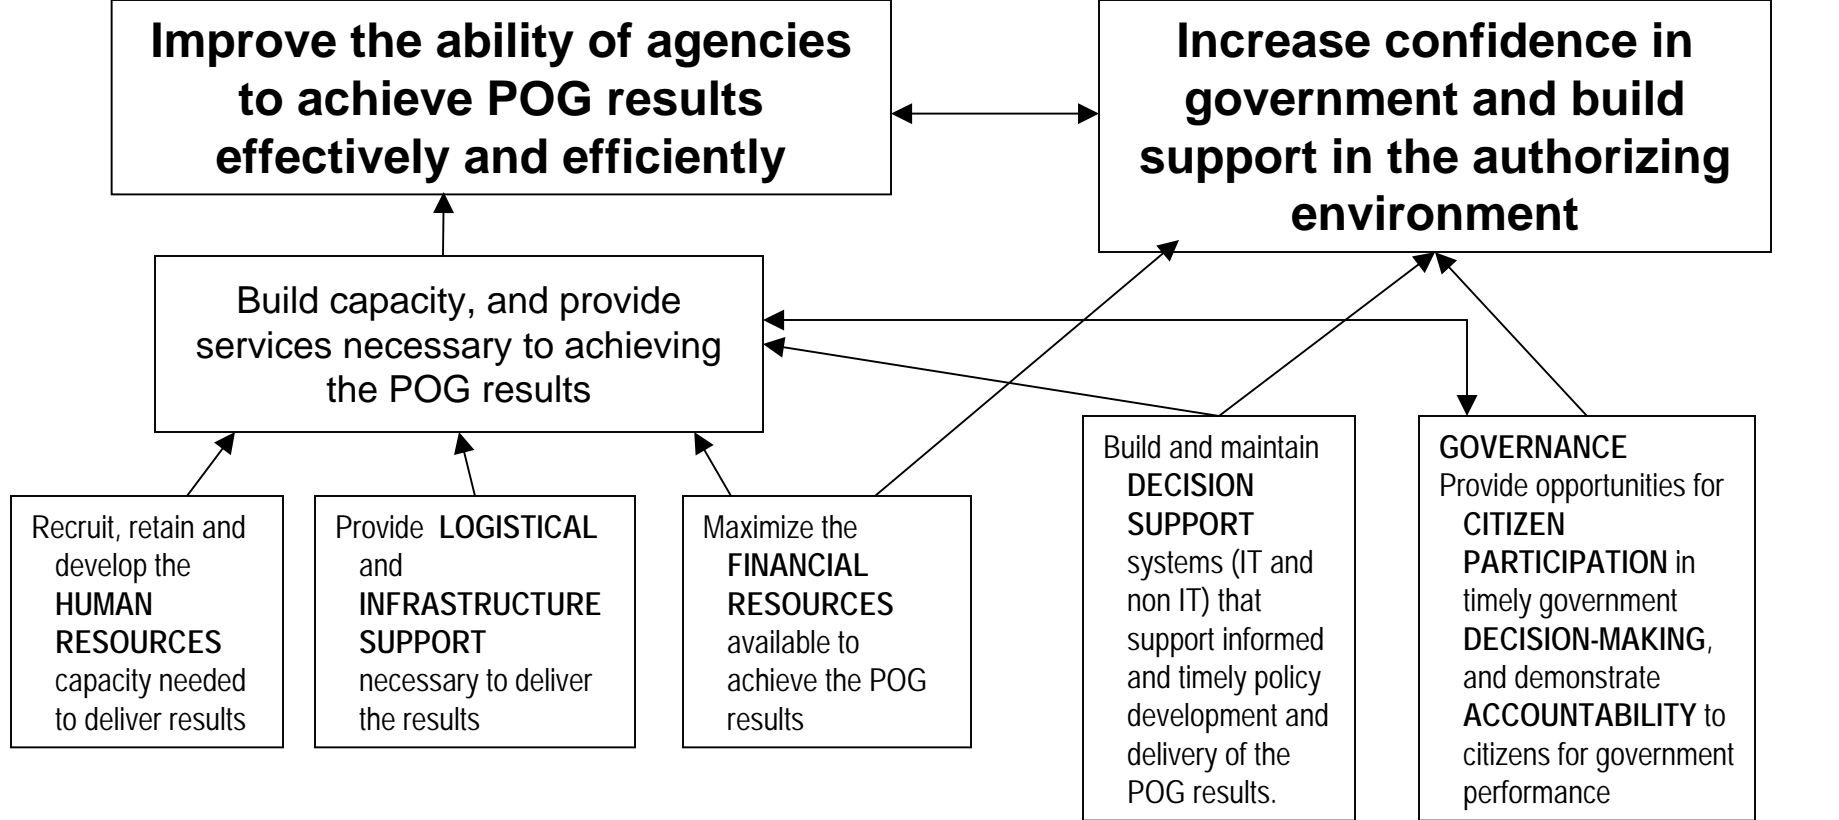 Improve the ability of agencies
to achieve POG results
effectively and efficiently
Increase confidence in
government and build
support in the authorizing
environment
Build capacity, and provide
services necessary to achieving
the POG results
Recruit, retain and
develop the
HUMAN
RESOURCES
capacity needed
to deliver results
Provide LOGISTICAL
and
INFRASTRUCTURE
SUPPORT
necessary to deliver
the results
Maximize the
FINANCIAL
RESOURCES
available to
achieve the POG
results
Build and maintain
DECISION
SUPPORT
systems (IT and
non IT) that
support informed
and timely policy
development and
delivery of the
POG results.
GOVERNANCE
Provide opportunities for
CITIZEN
PARTICIPATION in
timely government
DECISION-MAKING,
and demonstrate
ACCOUNTABILITY to
citizens for government
performance